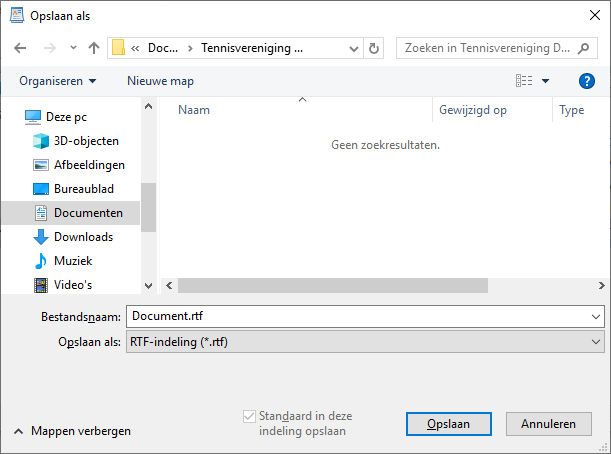 Opslaan als
« Doc... › Tennisvereniging ... ›
Zoeken in Tennisvereniging D...
Organiseren
Nieuwe map
?
Deze pc
3D-objecten
Afbeeldingen
Bureaublad
Documenten
Downloads
Muziek
Video's
Naam
Gewijzigd op
Type
Geen zoekresultaten.
Bestandsnaam: Document.rtf
Opslaan als: RTF-indeling (*.rtf)
Mappen verbergen
Standaard in deze
indeling opslaan
Opslaan
Annuleren